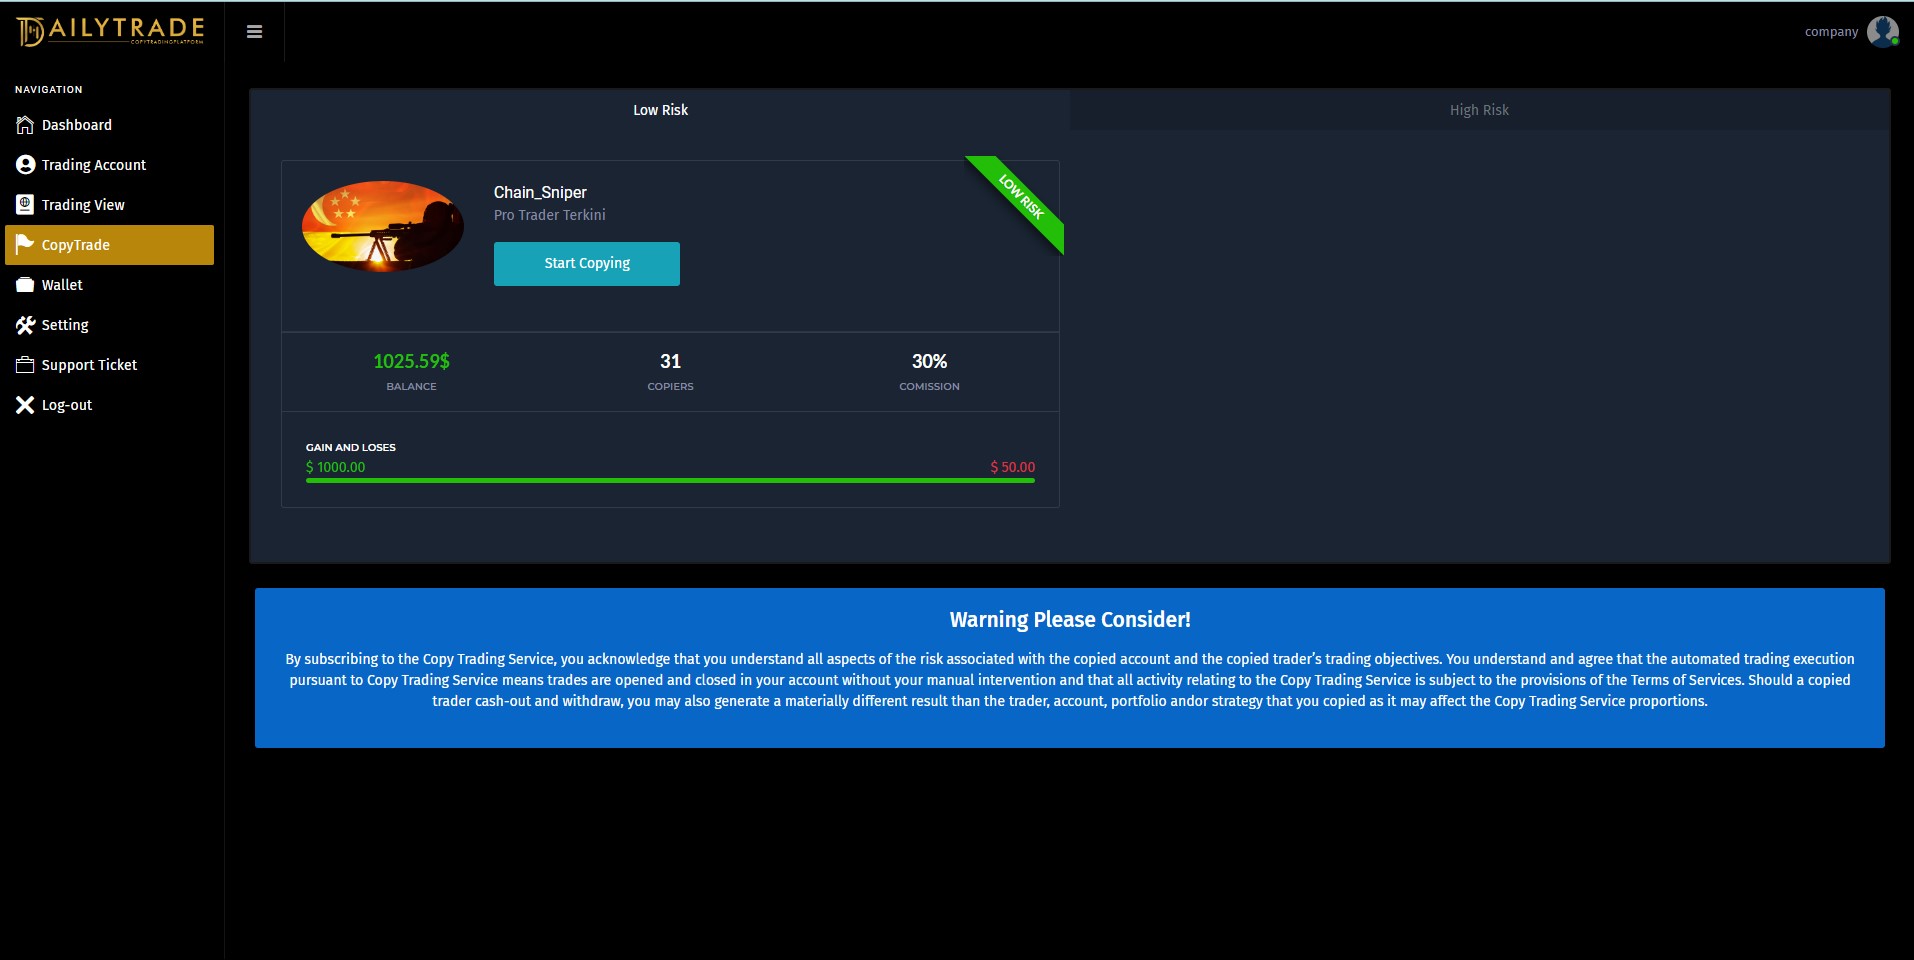 DAILYTRADE
COPYTRADINGPLATFORM
company
NAVIGATION
Dashboard
Trading Account
Trading View
CopyTrade
Wallet
Setting
Support Ticket
Log-out
Low Risk
High Risk
Chain_Sniper
Pro Trader Terkini
Start Copying
LOW RISK
1025.59$
BALANCE
31
COPIERS
30%
COMISSION
GAIN AND LOSES
$ 1000.00
$ 50.00
Warning Please Consider!
By subscribing to the Copy Trading Service, you acknowledge that you understand all aspects of the risk associated with the copied account and the copied trader’s trading objectives. You understand and agree that the automated trading execution
pursuant to Copy Trading Service means trades are opened and closed in your account without your manual intervention and that all activity relating to the Copy Trading Service is subject to the provisions of the Terms of Services. Should a copied
trader cash-out and withdraw, you may also generate a materially different result than the trader, account, portfolio andor strategy that you copied as it may affect the Copy Trading Service proportions.